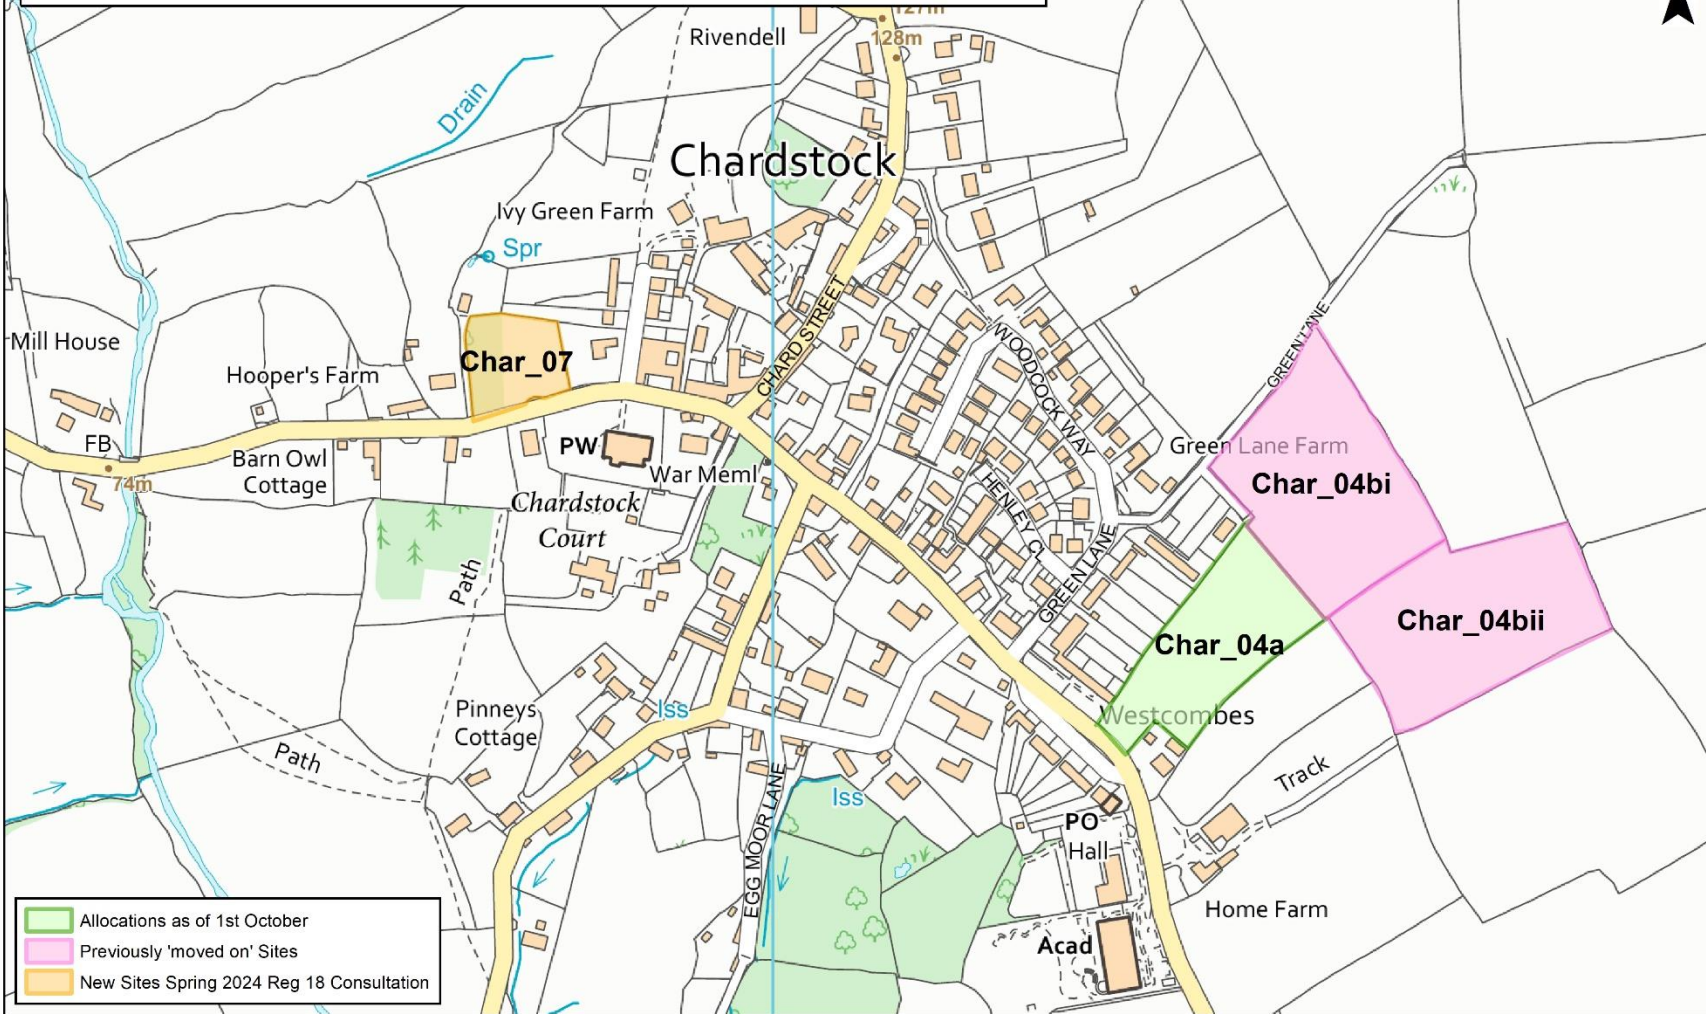 127m
128m
Rivendell
Drain
Chardstock
Ivy Green Farm
Spr
CHARD STREET
GREEN LANE
Mill House
Char_07
Hooper's Farm
WOODCOCK WAY
FB
74m
Barn Owl
Cottage
PW
War Meml
Green Lane Farm
Char_04bi
Chardstock
Court
HENLEY CL
GREEN LANE
Path
Char_04a
Char_04bii
Pinneys
Cottage
Iss
Westcombes
Path
Track
EGG MOOR LANE
Iss
PO
Hall
Home Farm
Acad
Allocations as of 1st October
Previously 'moved on' Sites
New Sites Spring 2024 Reg 18 Consultation